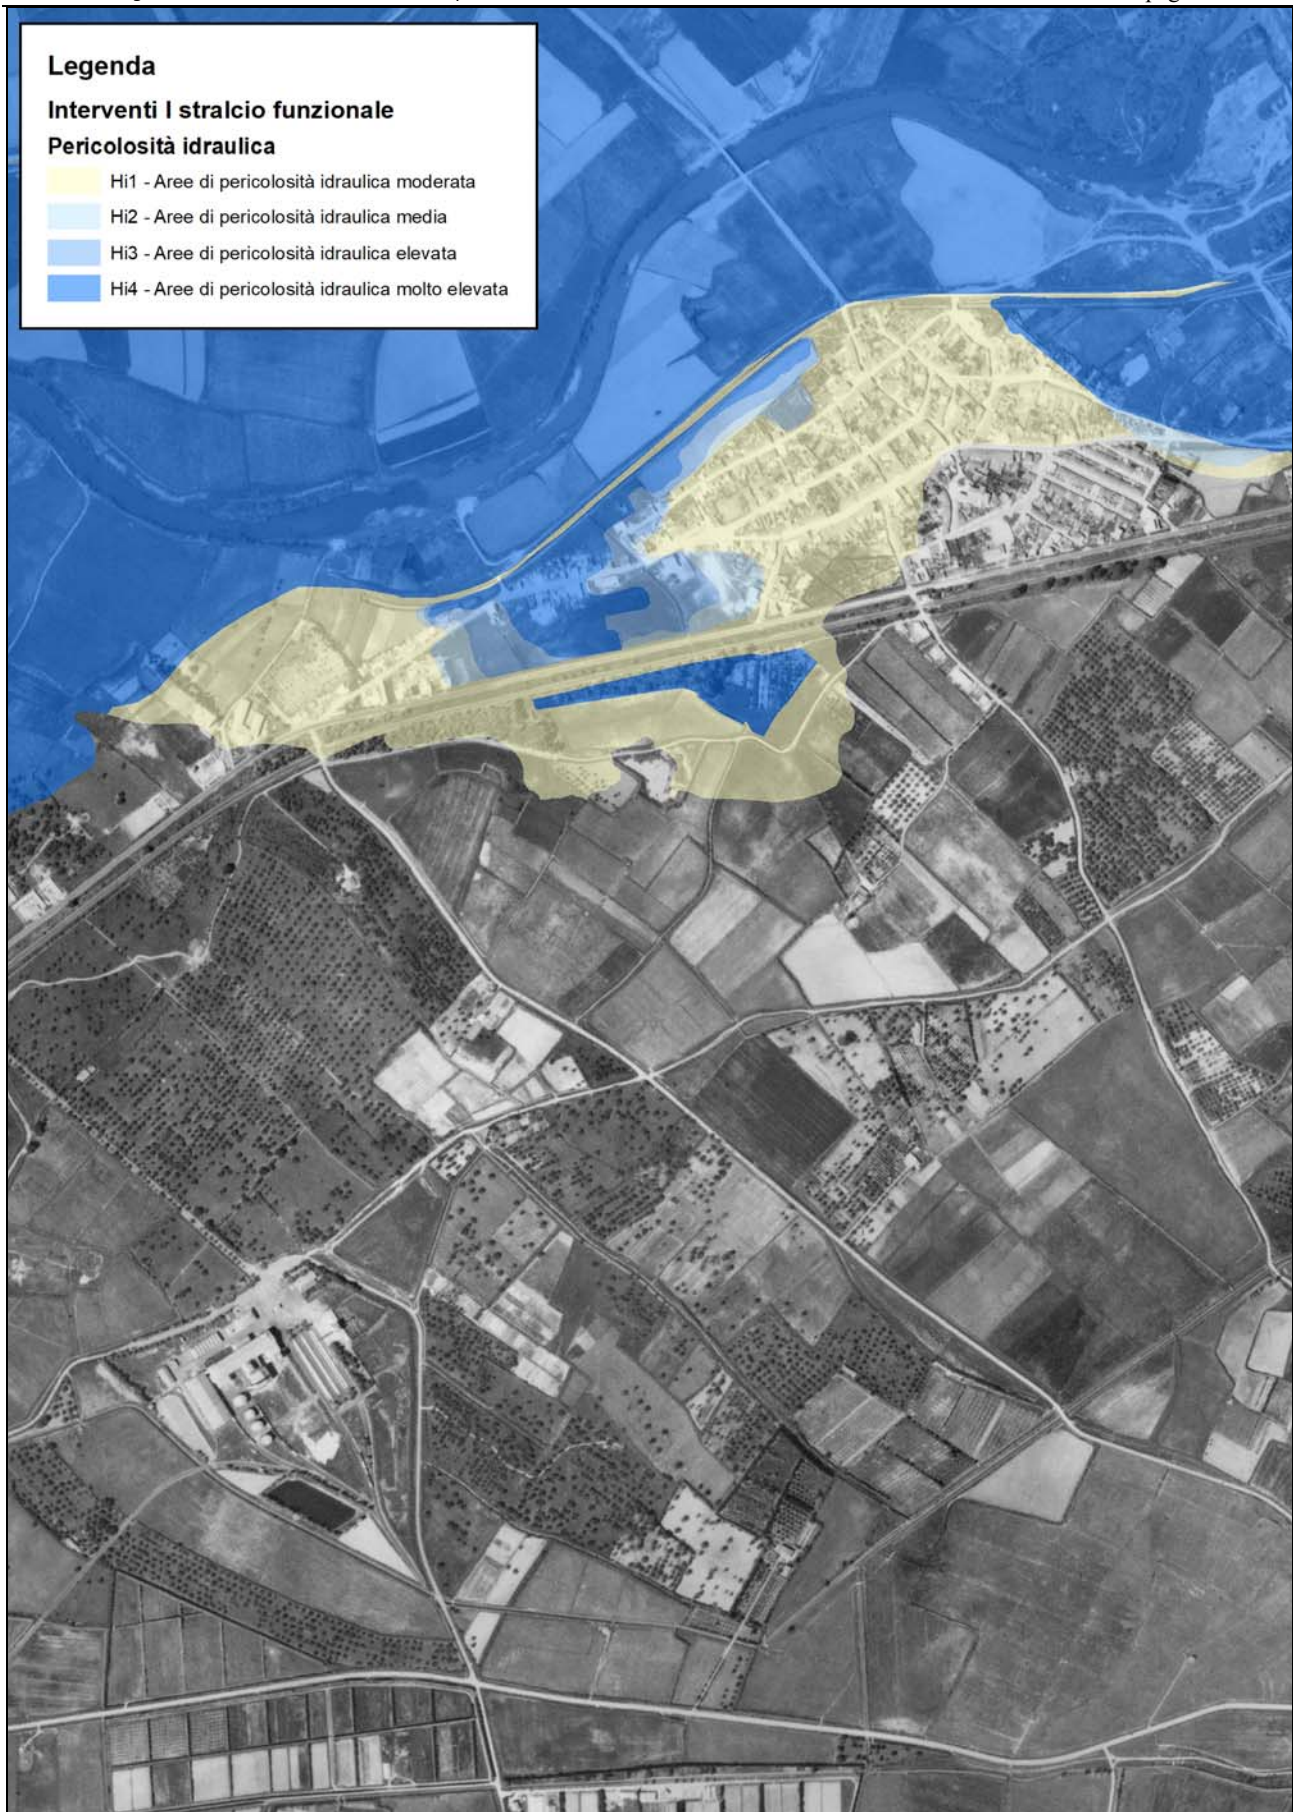 Legenda
Interventi I stralcio funzionale
Pericolosità idraulica
Hi1 - Aree di pericolosità idraulica moderata
Hi2 - Aree di pericolosità idraulica media
Hi3 - Aree di pericolosità idraulica elevata
Hi4 - Aree di pericolosità idraulica molto elevata